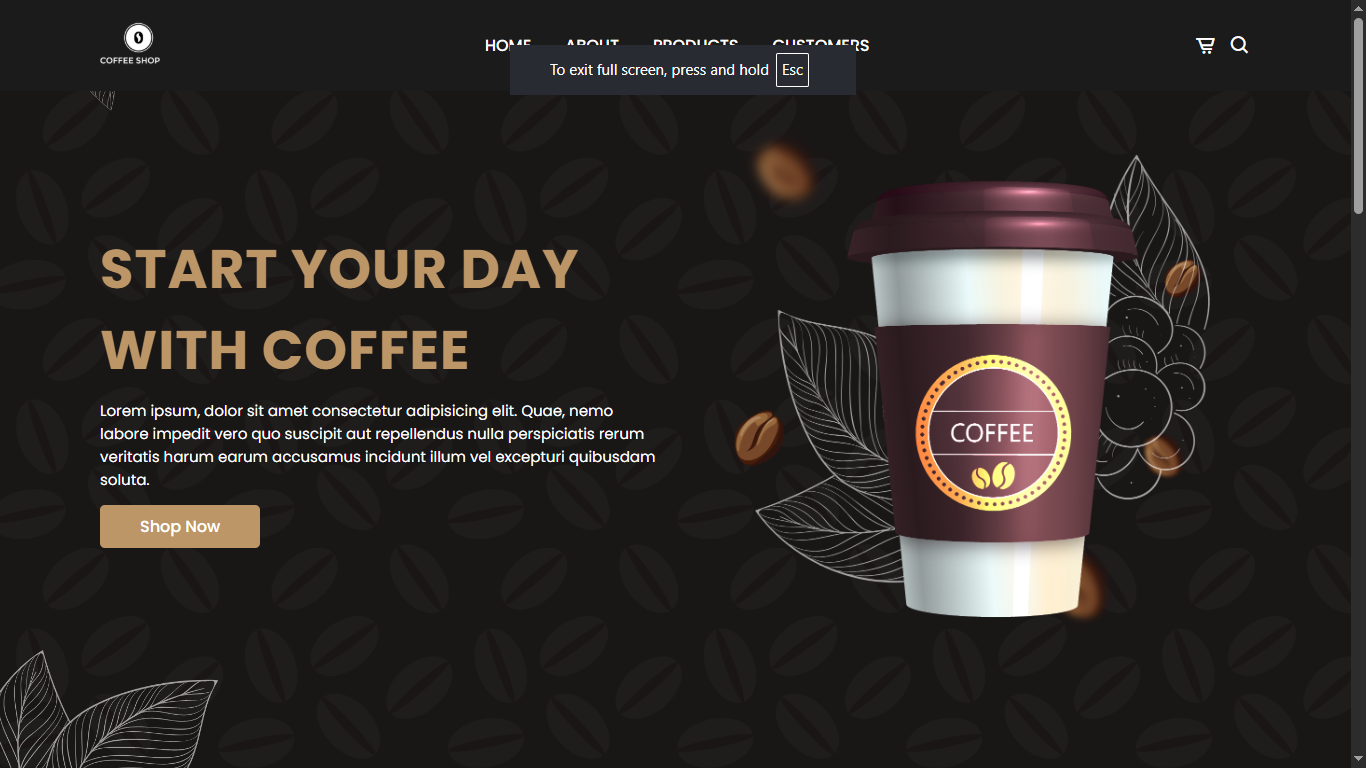 COFFEE SHOP
HOME ABOUT PRODUCTS CUSTOMERS
To exit full screen, press and hold Esc
START YOUR DAY
WITH COFFEE
Lorem ipsum, dolor sit amet consectetur adipisicing elit. Quae, nemo
labore impedit vero quo suscipit aut repellendus nulla perspiciatis rerum
veritatis harum earum accusamus incidunt illum vel excepturi quibusdam
soluta.
Shop Now
COFFEE